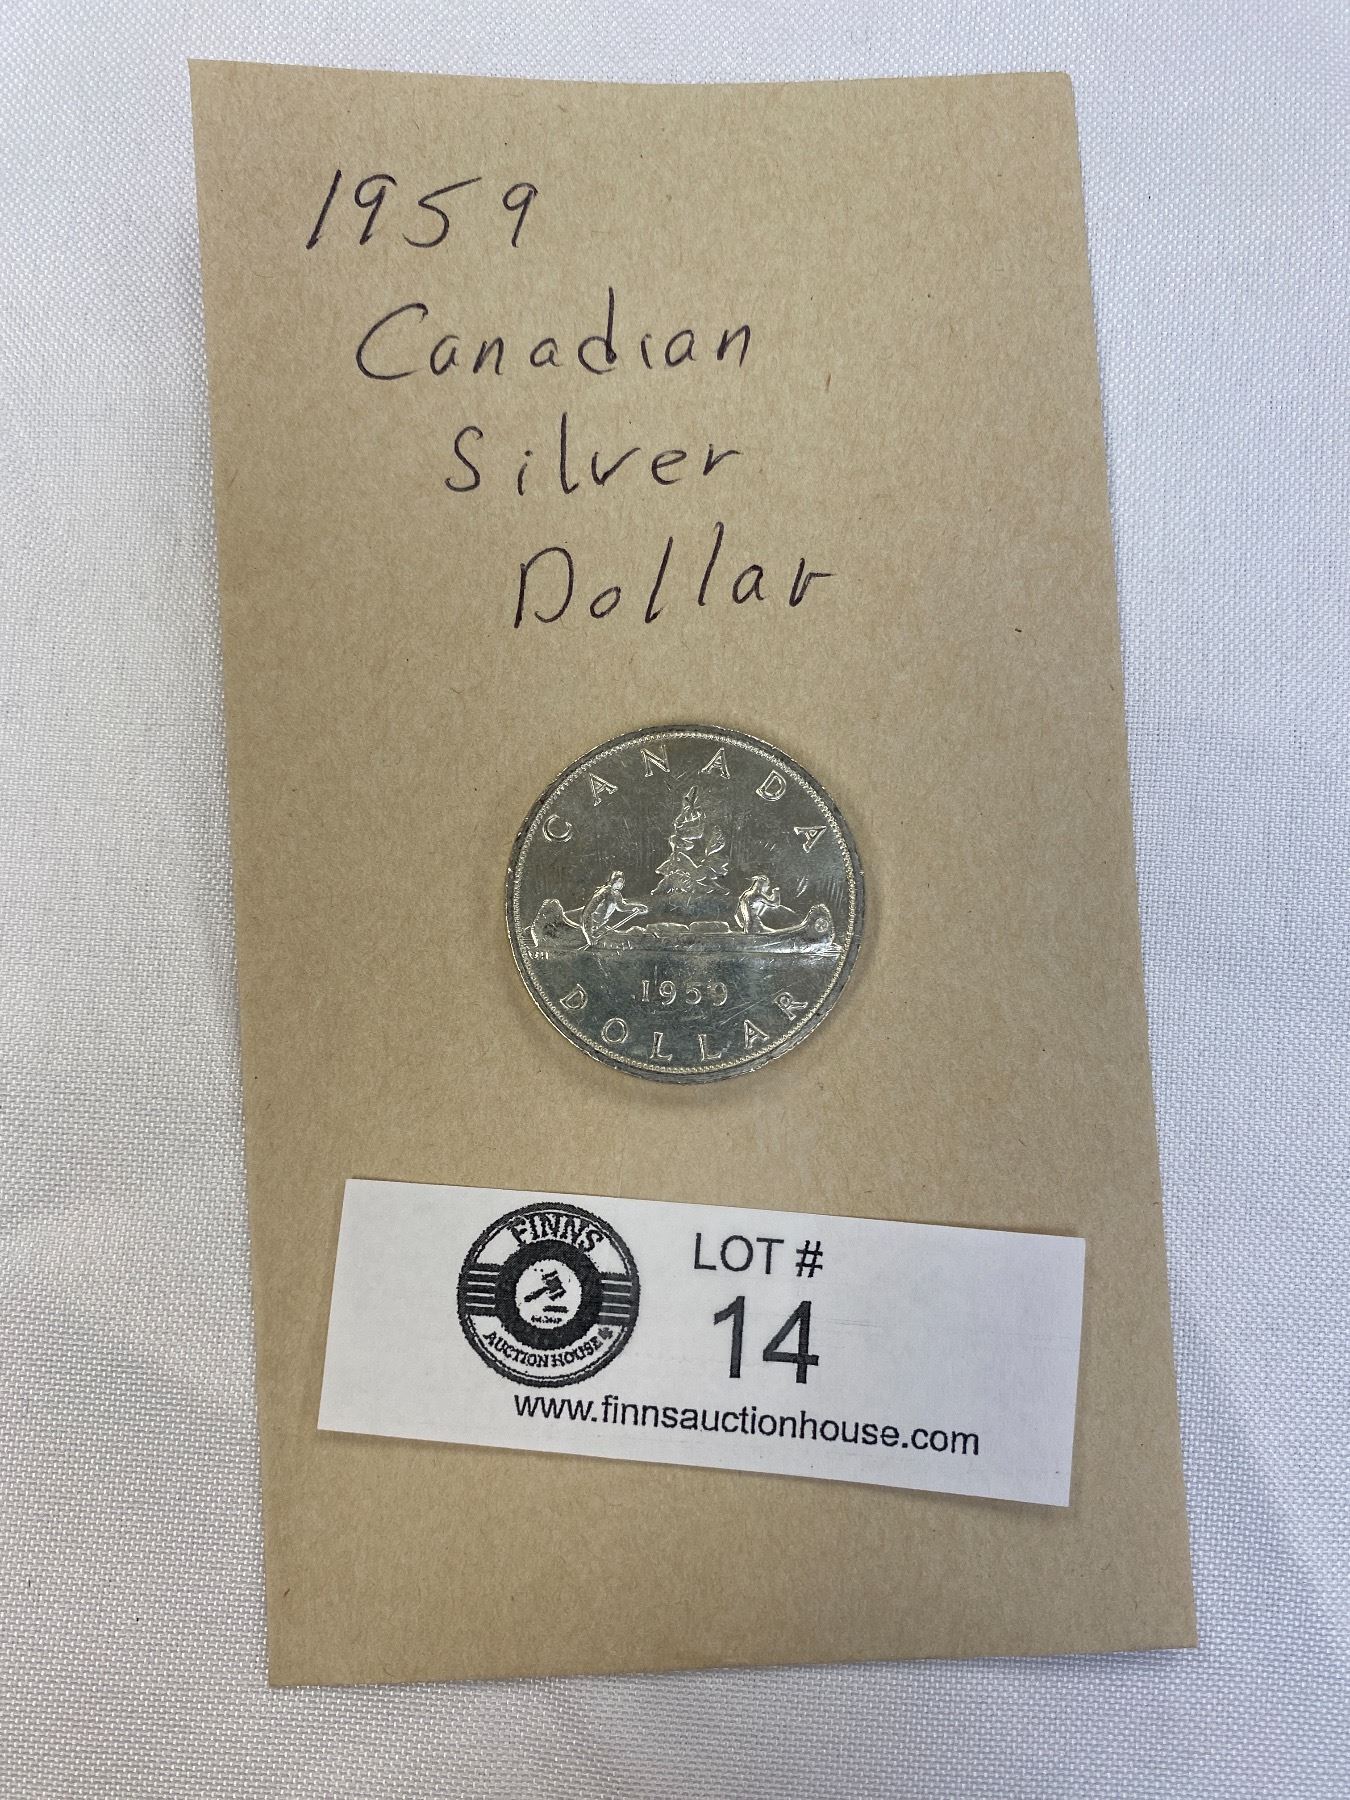 1959
Canadian
Silver
Dollar
CANADA
1959
DOLLAR
FINNS
AUCTION HOUSE
LOT #
14
www.finnsauctionhouse.com